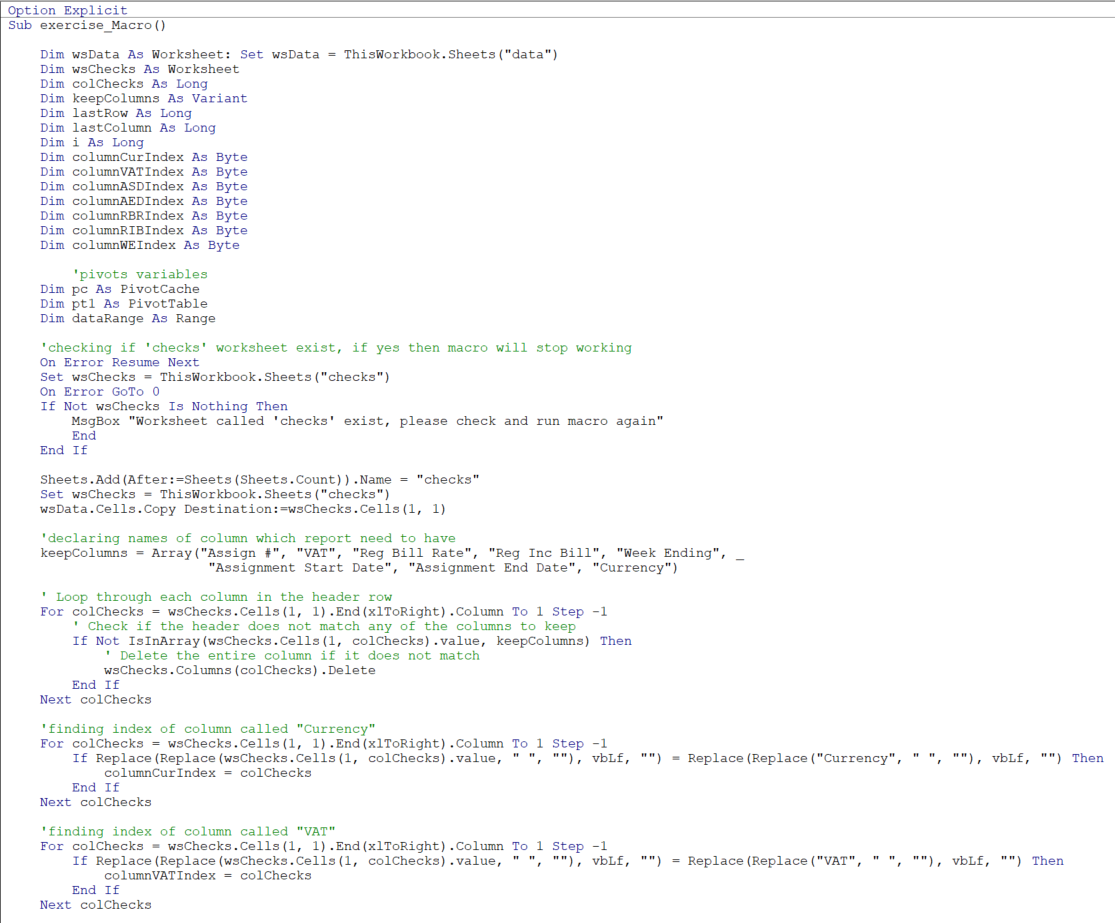 Option Explicit
Sub exercise_Macro()
Dim wsData As Worksheet: Set wsData = ThisWorkbook.Sheets("data")
Dim wsChecks As Worksheet
Dim colChecks As Long
Dim keepColumns As Variant
Dim lastRow As Long
Dim lastColumn As Long
Dim i As Long
Dim columnCurIndex As Byte
Dim columnVATIndex As Byte
Dim columnASDIndex As Byte
Dim columnAEDIndex As Byte
Dim columnRBRIndex As Byte
Dim columnRIBIndex As Byte
Dim columnWEIndex As Byte
'pivots variables
Dim pc As PivotCache
Dim pt1 As PivotTable
Dim dataRange As Range
'checking if 'checks' worksheet exist, if yes then macro will stop working
On Error Resume Next
Set wsChecks = ThisWorkbook.Sheets("checks")
On Error GoTo 0
If Not wsChecks Is Nothing Then
MsgBox "Worksheet called 'checks' exist, please check and run macro again"
End
End If
Sheets.Add(After:=Sheets(Sheets.Count)).Name = "checks"
Set wsChecks = ThisWorkbook.Sheets("checks")
wsData.Cells.Copy Destination:=wsChecks.Cells(1, 1)
'declaring names of column which report need to have
keepColumns = Array("Assign #", "VAT", "Reg Bill Rate", "Reg Inc Bill", "Week Ending", _
"Assignment Start Date", "Assignment End Date", "Currency")
' Loop through each column in the header row
For colChecks = wsChecks.Cells(1, 1).End(xlToRight).Column To 1 Step -1
' Check if the header does not match any of the columns to keep
If Not IsInArray(wsChecks.Cells(1, colChecks).value, keepColumns) Then
' Delete the entire column if it does not match
wsChecks.Columns(colChecks).Delete
End If
Next colChecks
'finding index of column called "Currency"
For colChecks = wsChecks.Cells(1, 1).End(xlToRight).Column To 1 Step -1
If Replace(Replace(wsChecks.Cells(1, colChecks).value, " ", ""), vbLf, "") = Replace(Replace("Currency", " ", ""), vbLf, "") Then
columnCurIndex = colChecks
End If
Next colChecks
'finding index of column called "VAT"
For colChecks = wsChecks.Cells(1, 1).End(xlToRight).Column To 1 Step -1
If Replace(Replace(wsChecks.Cells(1, colChecks).value, " ", ""), vbLf, "") = Replace(Replace("VAT", " ", ""), vbLf, "") Then
columnVATIndex = colChecks
End If
Next colChecks